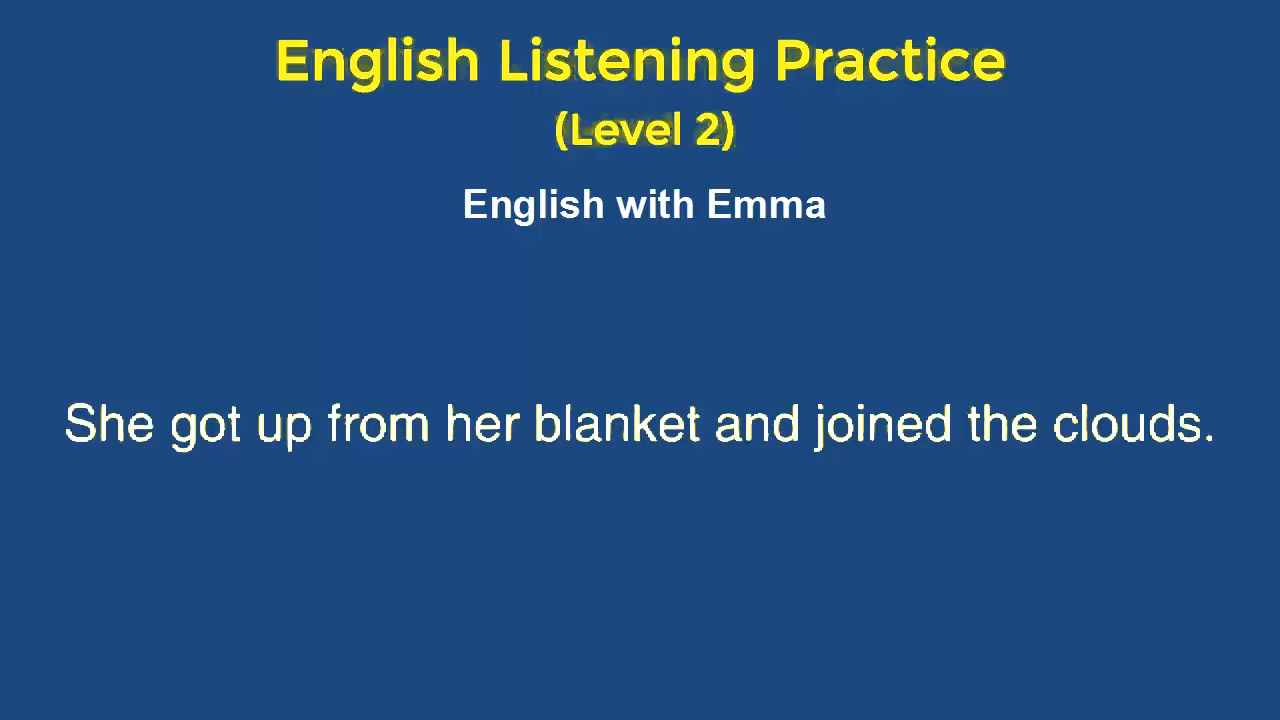 English Listening Practice
(Level 2)
English with Emma
She got up from her blanket and joined the clouds.